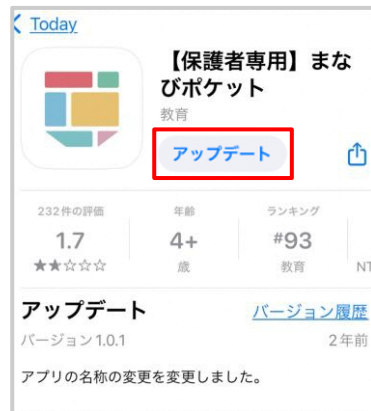 Today
【保護者専用】まな
びポケット
教育
アップデート
232件の評価
年齢
ランキング
1.7
4+
#93
★★☆☆☆
歳
教育
NT
アップデート
バージョン履歴
バージョン 1.0.1
2年前
アプリの名称の変更を変更しました。